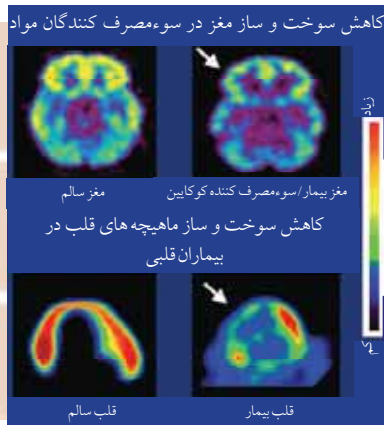 کاهش سوخت و ساز مغز در سوءمصرف کنندگان مواد
زیاد
مغز سالم
مغز بیمار/سوءمصرف کننده کوکایین
کاهش سوخت و ساز ماهیچه های قلب در
بیماران قلبی
کم
قلب سالم
قلب بیمار